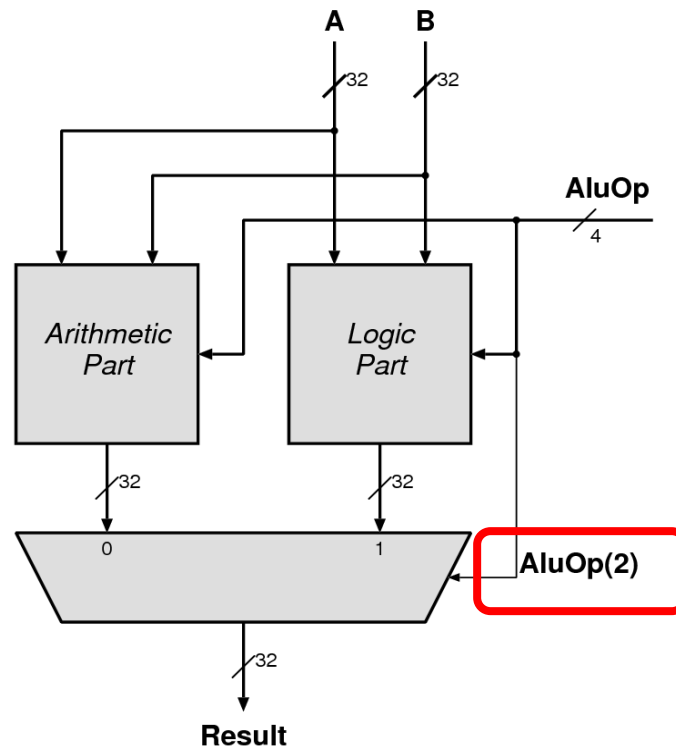 A B
32 32
AluOp
4
Arithmetic
Part
Logic
Part
32 32
0 1
AluOp(2)
32
Result